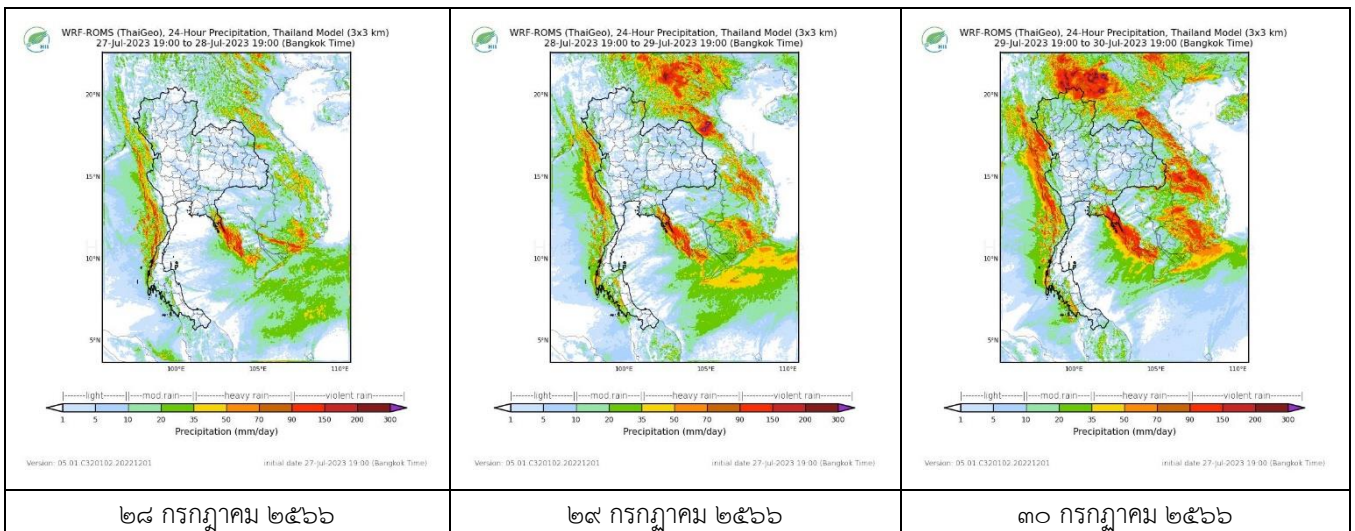 WRF-ROMS (ThaiGeo), 24-Hour Precipitation, Thailand Model (3x3 km)
27-Jul-2023 19:00 to 28-Jul-2023 19:00 (Bangkok Time)
HII
20°N
15°N
10°N
5°N
100°E 105°E 110°E
|------light------||----mod.rain----||------heavy rain------||------violent rain------|
1 5 10 20 35 50 70 90 150 200 300
Precipitation (mm/day)
Version: 05.01.C320102.20221201 initial date 27-Jul-2023 19:00 (Bangkok Time)
๒๘ กรกฎาคม ๒๕๖๖
WRF-ROMS (ThaiGeo), 24-Hour Precipitation, Thailand Model (3x3 km)
28-Jul-2023 19:00 to 29-Jul-2023 19:00 (Bangkok Time)
HII
20°N
15°N
10°N
5°N
100°E 105°E 110°E
|------light------||----mod.rain----||------heavy rain------||------violent rain------|
1 5 10 20 35 50 70 90 150 200 300
Precipitation (mm/day)
Version: 05.01.C320102.20221201 initial date 27-Jul-2023 19:00 (Bangkok Time)
๒๙ กรกฎาคม ๒๕๖๖
WRF-ROMS (ThaiGeo), 24-Hour Precipitation, Thailand Model (3x3 km)
29-Jul-2023 19:00 to 30-Jul-2023 19:00 (Bangkok Time)
HII
20°N
15°N
10°N
5°N
100°E 105°E 110°E
|------light------||----mod.rain----||------heavy rain------||------violent rain------|
1 5 10 20 35 50 70 90 150 200 300
Precipitation (mm/day)
Version: 05.01.C320102.20221201 initial date 27-Jul-2023 19:00 (Bangkok Time)
๓๐ กรกฎาคม ๒๕๖๖